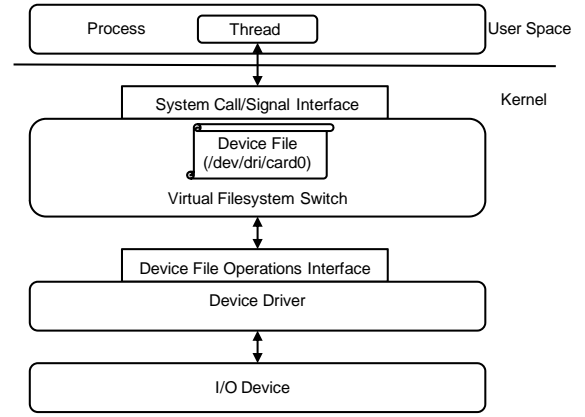 Process
Thread
User Space
Kernel
System Call/Signal Interface
Device File
(/dev/dri/card0)
Virtual Filesystem Switch
Device File Operations Interface
Device Driver
I/O Device